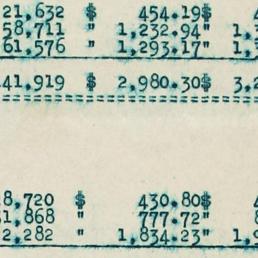 21,632 $ 454.19$
58,711 " 1,232.94" 1,
61,576 " 1,293.17" 1,
41,919 $ 2,980.30$ 3,2
8,720 $ 430.80$
1,868 " 777.72" 8
2,282 " 1,834.23" 1,9